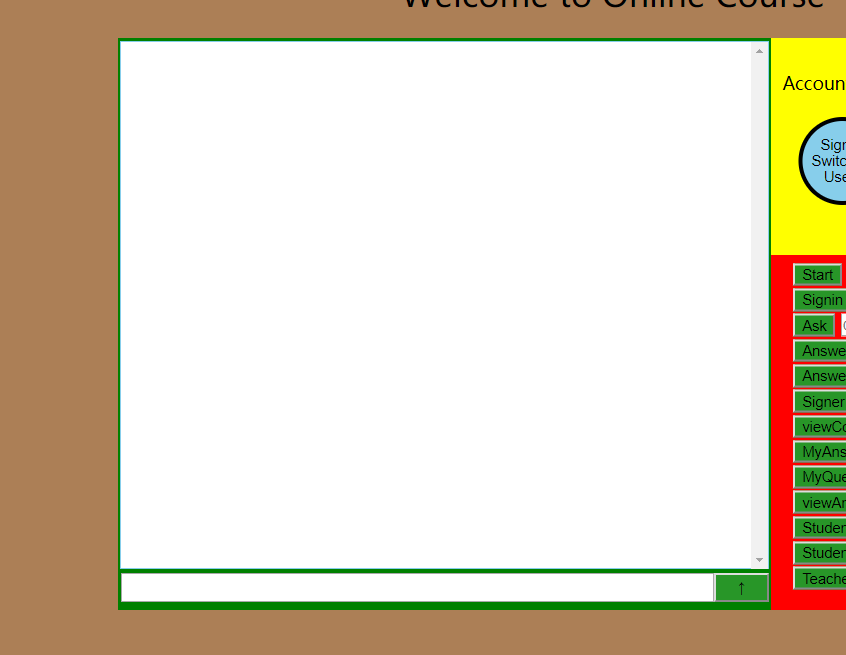 Welcome to Online Course
Accoun
Sign
Switc
Use
Start
Signin
Ask
Answe
Answe
Signer
viewCo
MyAns
MyQue
viewAn
Studen
Studen
Teache
↑